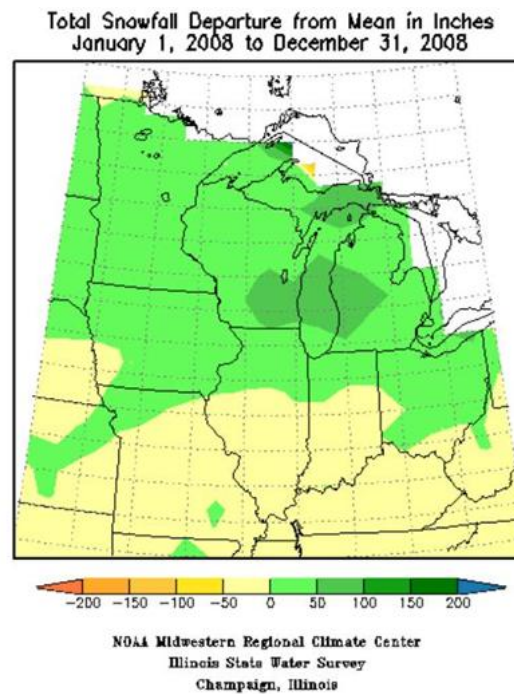 Total Snowfall Departure from Mean in Inches
January 1, 2008 to December 31, 2008
-200 -150 -100 -50 0 50 100 150 200
NOAA Midwestern Regional Climate Center
Illinois State Water Survey
Champaign, Illinois